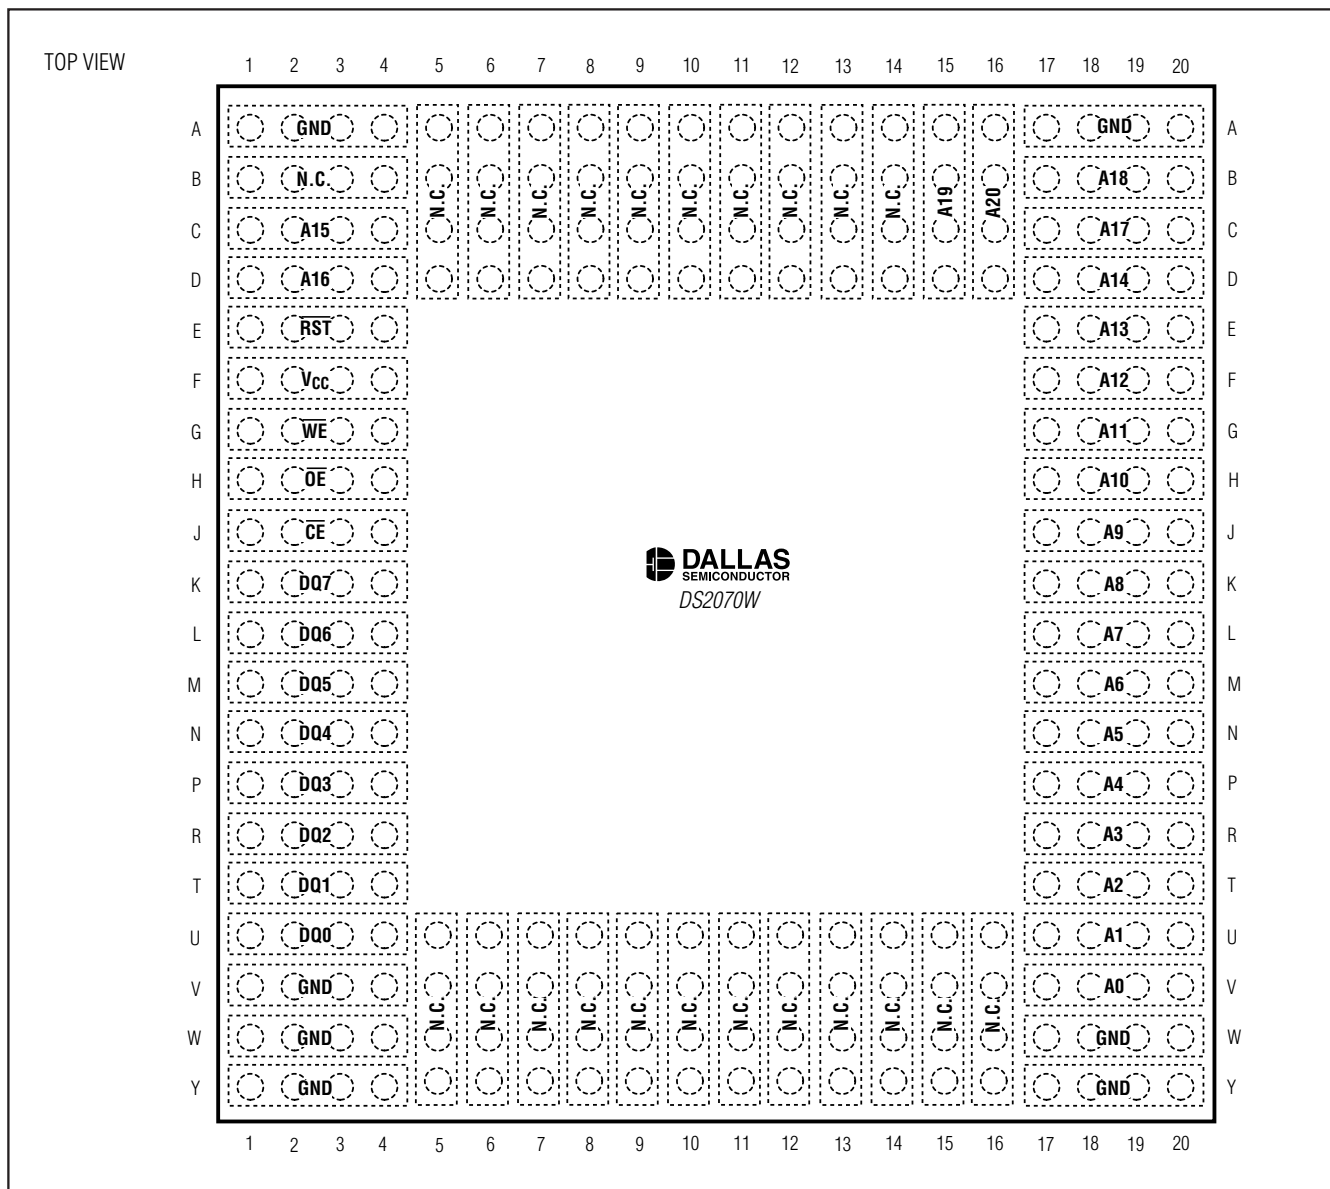 TOP VIEW
1 2 3 4 5 6 7 8 9 10 11 12 13 14 15 16 17 18 19 20
A GND GND A
B N.C. A18 B
N.C. N.C. N.C. N.C. N.C. N.C. N.C. N.C. N.C. N.C. A19 A20
C A15 A17 C
D A16 A14 D
E R̅S̅T̅ A13 E
F VCC A12 F
G W̅E̅ A11 G
H O̅E̅ A10 H
J C̅E̅ A9 J
DALLAS
SEMICONDUCTOR
DS2070W
K DQ7 A8 K
L DQ6 A7 L
M DQ5 A6 M
N DQ4 A5 N
P DQ3 A4 P
R DQ2 A3 R
T DQ1 A2 T
U DQ0 A1 U
V GND A0 V
N.C. N.C. N.C. N.C. N.C. N.C. N.C. N.C. N.C. N.C. N.C. N.C.
W GND GND W
Y GND GND Y
1 2 3 4 5 6 7 8 9 10 11 12 13 14 15 16 17 18 19 20